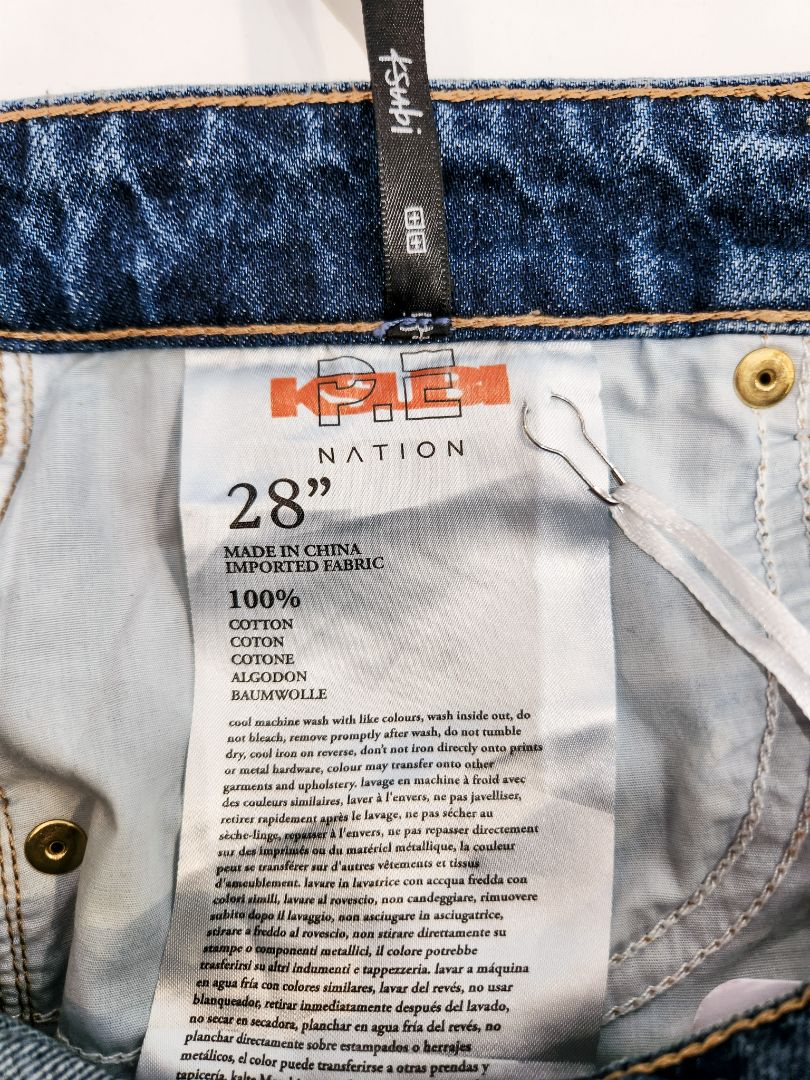 Ksubi
KSUBI
P.E
NATION
28”
MADE IN CHINA
IMPORTED FABRIC
100%
COTTON
COTON
COTONE
ALGODON
BAUMWOLLE
cool machine wash with like colours, wash inside out, do
not bleach, remove promptly after wash, do not tumble
dry, cool iron on reverse, don't iron directly onto prints
or metal hardware, colour may transfer onto other
garments and upholstery. lavage en machine à froid avec
des couleurs similaires, laver à l'envers, ne pas javelliser,
retirer rapidement après le lavage, ne pas sécher au
sèche-linge, repasser à l'envers, ne pas repasser directement
sur des imprimés ou du matériel métallique, la couleur
peut se transférer sur d'autres vêtements et tissus
d'ameublement. lavare in lavatrice con accqua fredda con
colori simili, lavare al rovescio, non candeggiare, rimuovere
subito dopo il lavaggio, non asciugare in asciugatrice,
stirare a freddo al rovescio, non stirare direttamente su
stampe o componenti metallici, il colore potrebbe
trasferirsi su altri indumenti e tappezzeria. lavar a máquina
en agua fría con colores similares, lavar del revés, no usar
blanqueador, retirar inmediatamente después del lavado,
no secar en secadora, planchar en agua fría del revés, no
planchar directamente sobre estampados o herrajes
metálicos, el color puede transferirse a otras prendas y
tapicería. kalte